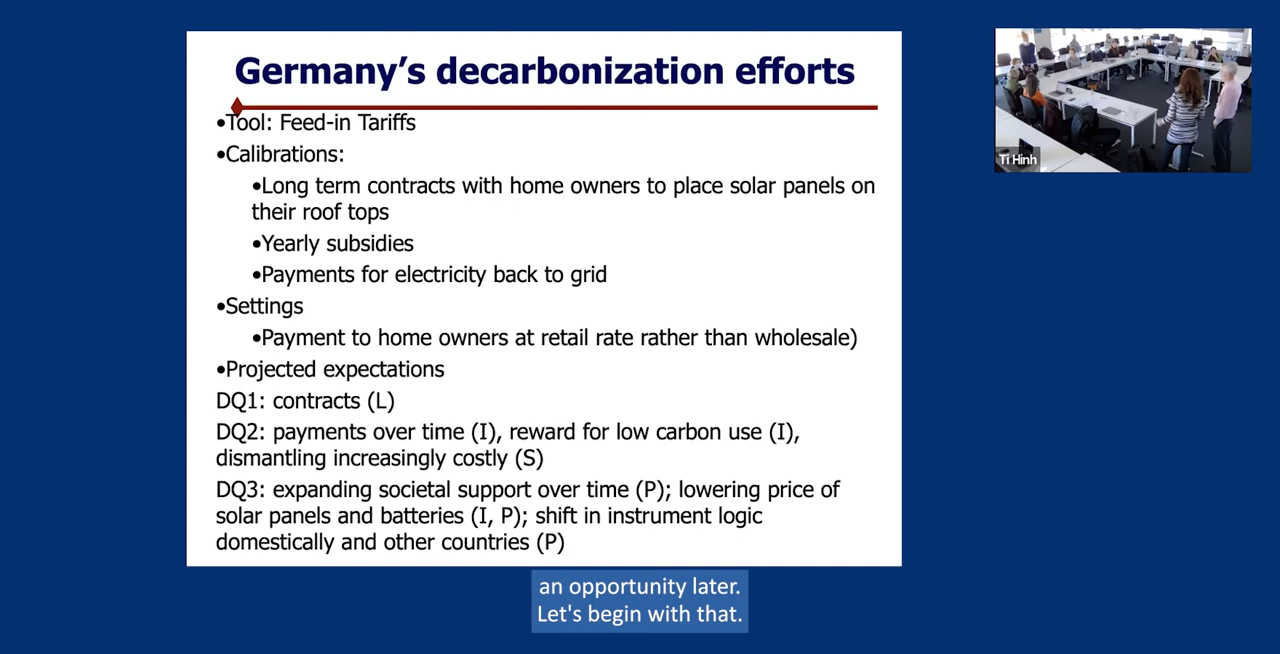 Germany's decarbonization efforts
•Tool: Feed-in Tariffs
•Calibrations:
•Long term contracts with home owners to place solar panels on
their roof tops
•Yearly subsidies
•Payments for electricity back to grid
•Settings
•Payment to home owners at retail rate rather than wholesale)
•Projected expectations
DQ1: contracts (L)
DQ2: payments over time (I), reward for low carbon use (I),
dismantling increasingly costly (S)
DQ3: expanding societal support over time (P); lowering price of
solar panels and batteries (I, P); shift in instrument logic
domestically and other countries (P)
Ti Hinh
an opportunity later.
Let's begin with that.